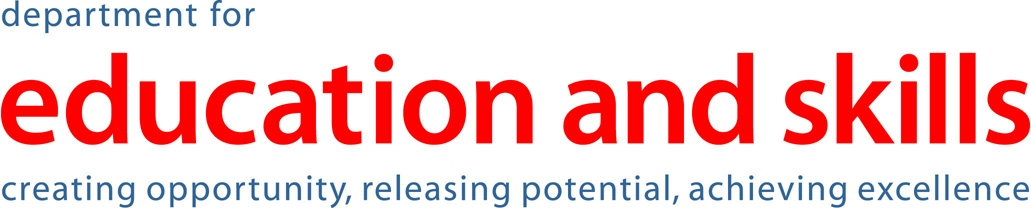 department for
education and skills
creating opportunity, releasing potential, achieving excellence